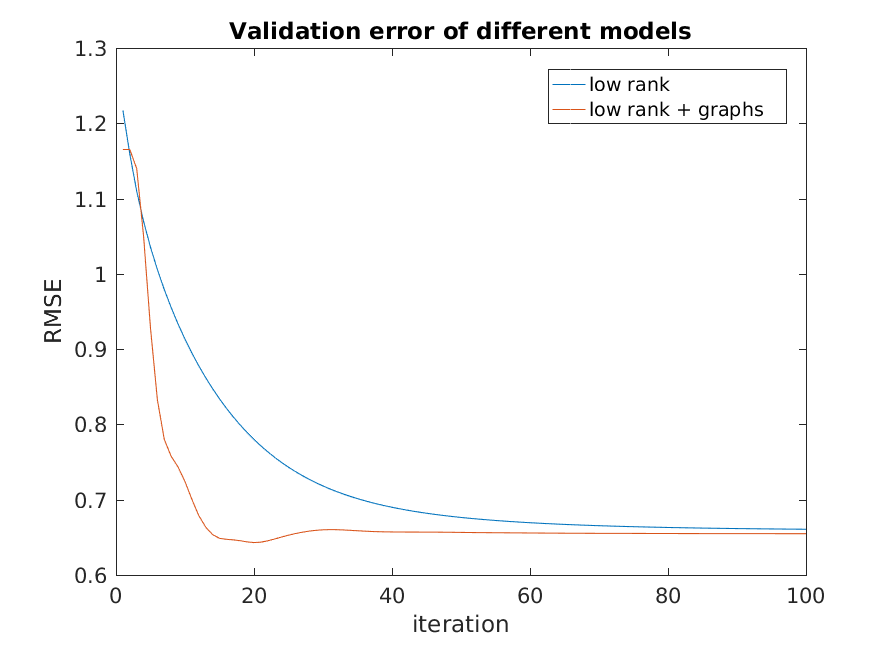 Validation error of different models
1.3
1.2
1.1
1
0.9
0.8
0.7
0.6
RMSE
low rank
low rank + graphs
0 20 40 60 80 100
iteration